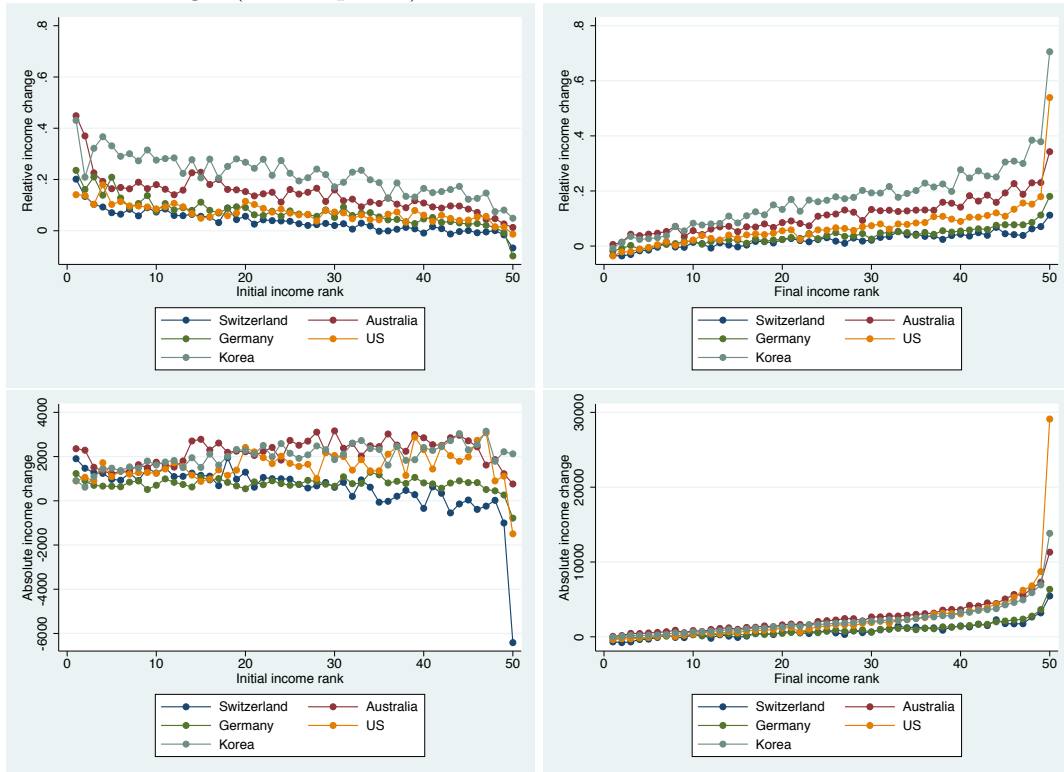 .8
.6
.4
.2
0
Relative income change
0 10 20 30 40 50
Initial income rank
Switzerland Australia
Germany US
Korea
.8
.6
.4
.2
0
Relative income change
0 10 20 30 40 50
Final income rank
Switzerland Australia
Germany US
Korea
4000
2000
0
-2000
-4000
-6000
Absolute income change
0 10 20 30 40 50
Initial income rank
Switzerland Australia
Germany US
Korea
30000
20000
10000
0
Absolute income change
0 10 20 30 40 50
Final income rank
Switzerland Australia
Germany US
Korea